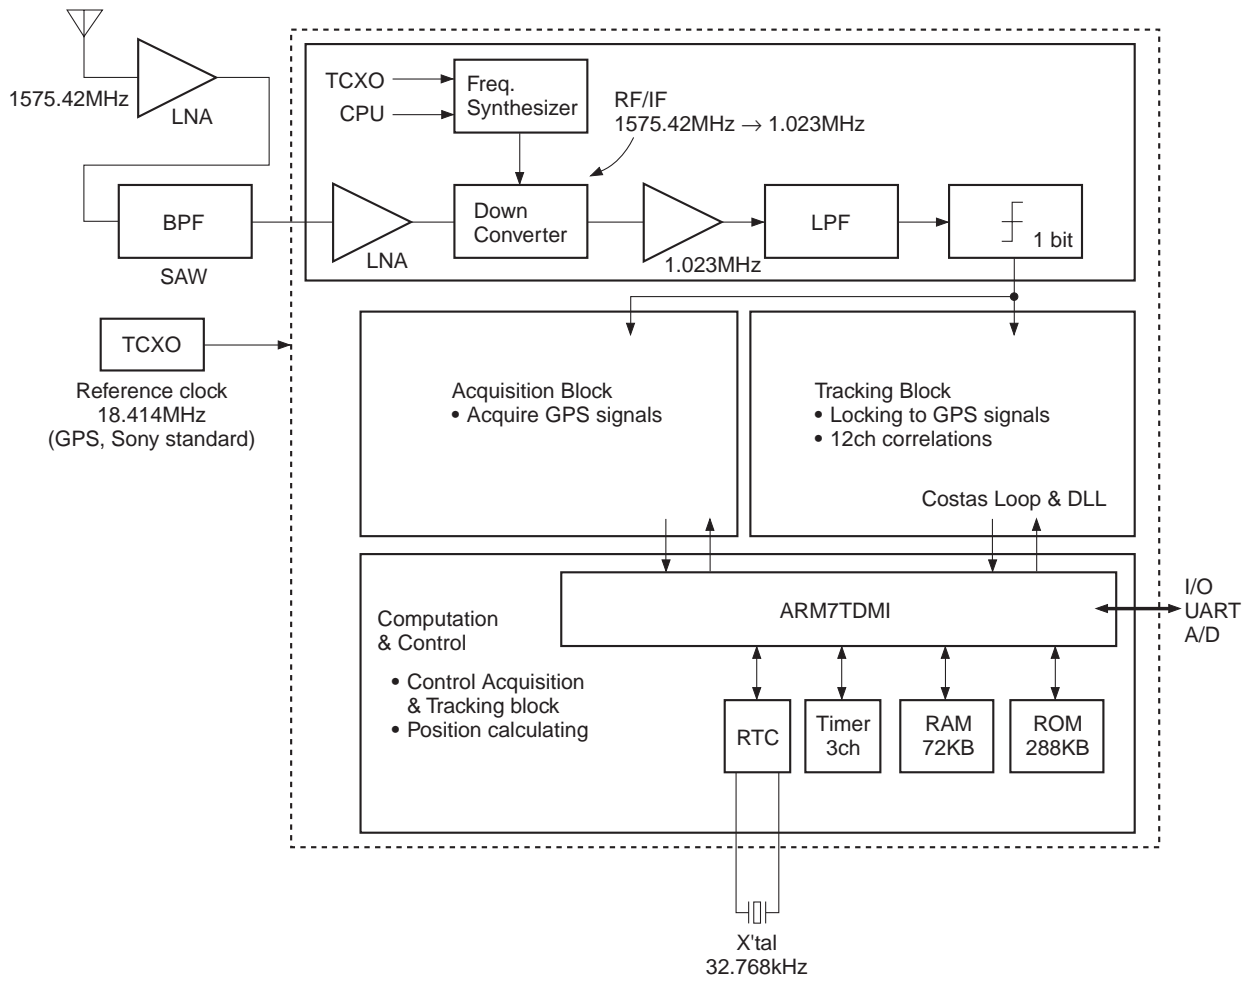 1575.42MHz
LNA
BPF
SAW
TCXO
Reference clock
18.414MHz
(GPS, Sony standard)
TCXO
CPU
Freq.
Synthesizer
RF/IF
1575.42MHz → 1.023MHz
LNA
Down
Converter
1.023MHz
LPF
1 bit
Acquisition Block
• Acquire GPS signals
Tracking Block
• Locking to GPS signals
• 12ch correlations
Costas Loop & DLL
Computation
& Control
• Control Acquisition
& Tracking block
• Position calculating
ARM7TDMI
I/O
UART
A/D
RTC
Timer
3ch
RAM
72KB
ROM
288KB
X'tal
32.768kHz